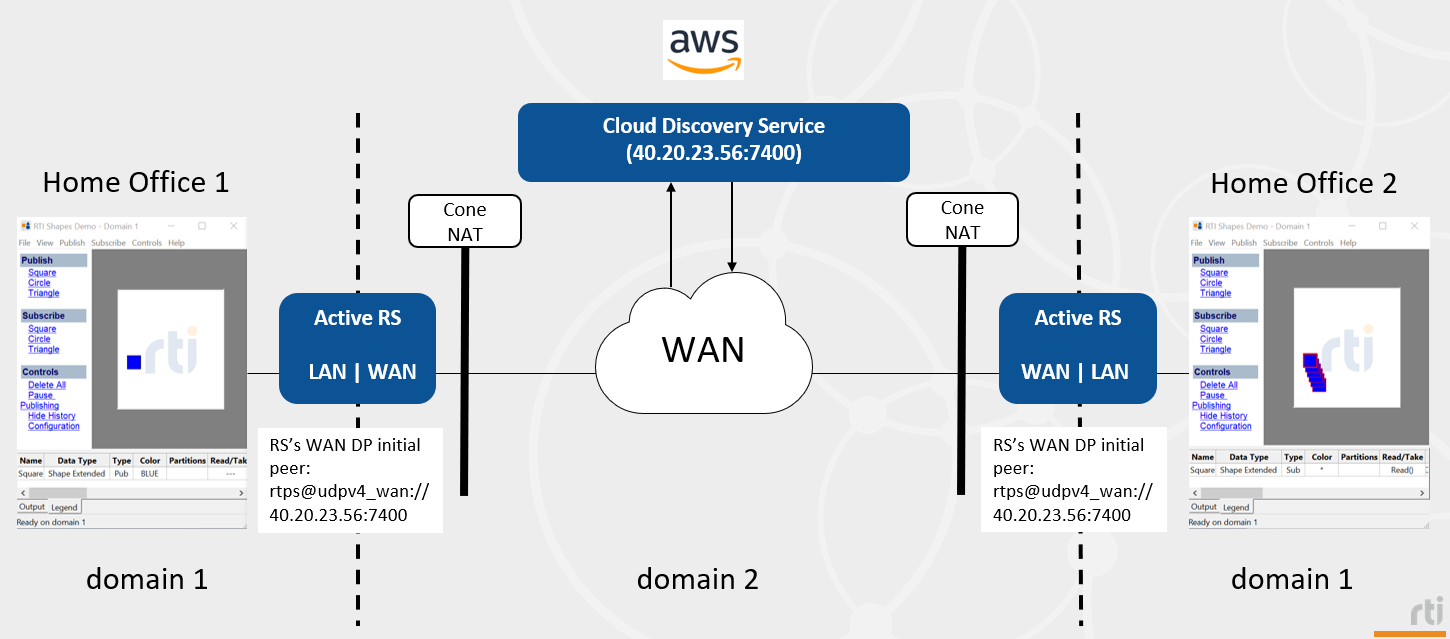 aws
Cloud Discovery Service
(40.20.23.56:7400)
Home Office 1
Home Office 2
Cone
NAT
Cone
NAT
RTI Shapes Demo - Domain 1
File View Publish Subscribe Controls Help
Publish
Square
Circle
Triangle
Subscribe
Square
Circle
Triangle
Controls
Delete All
Pause
Publishing
Hide History
Configuration
rti
Name Data Type Type Color Partitions Read/Tak
Square Shape Extended Pub BLUE ---
Output Legend
Ready on domain 1
Active RS
LAN | WAN
RS’s WAN DP initial
peer:
rtps@udpv4_wan://
40.20.23.56:7400
WAN
Active RS
WAN | LAN
RS’s WAN DP initial
peer:
rtps@udpv4_wan://
40.20.23.56:7400
RTI Shapes Demo - Domain 1
File View Publish Subscribe Controls Help
Publish
Square
Circle
Triangle
Subscribe
Square
Circle
Triangle
Controls
Delete All
Pause
Publishing
Hide History
Configuration
rti
Name Data Type Type Color Partitions Read/Take
Square Shape Extended Sub * Read()
Output Legend
Ready on domain 1
domain 1
domain 2
domain 1
rti